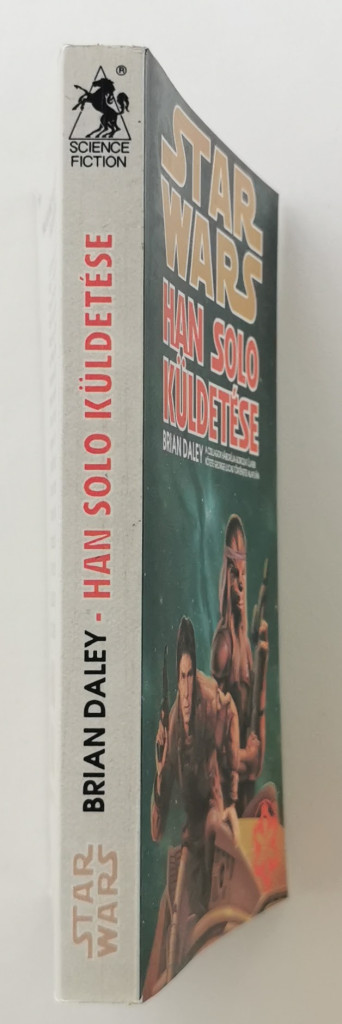 ®
SCIENCE
FICTION
STAR
WARS
BRIAN DALEY - HAN SOLO KÜLDETÉSE
STAR
WARS
HAN SOLO
KÜLDETÉSE
BRIAN DALEY